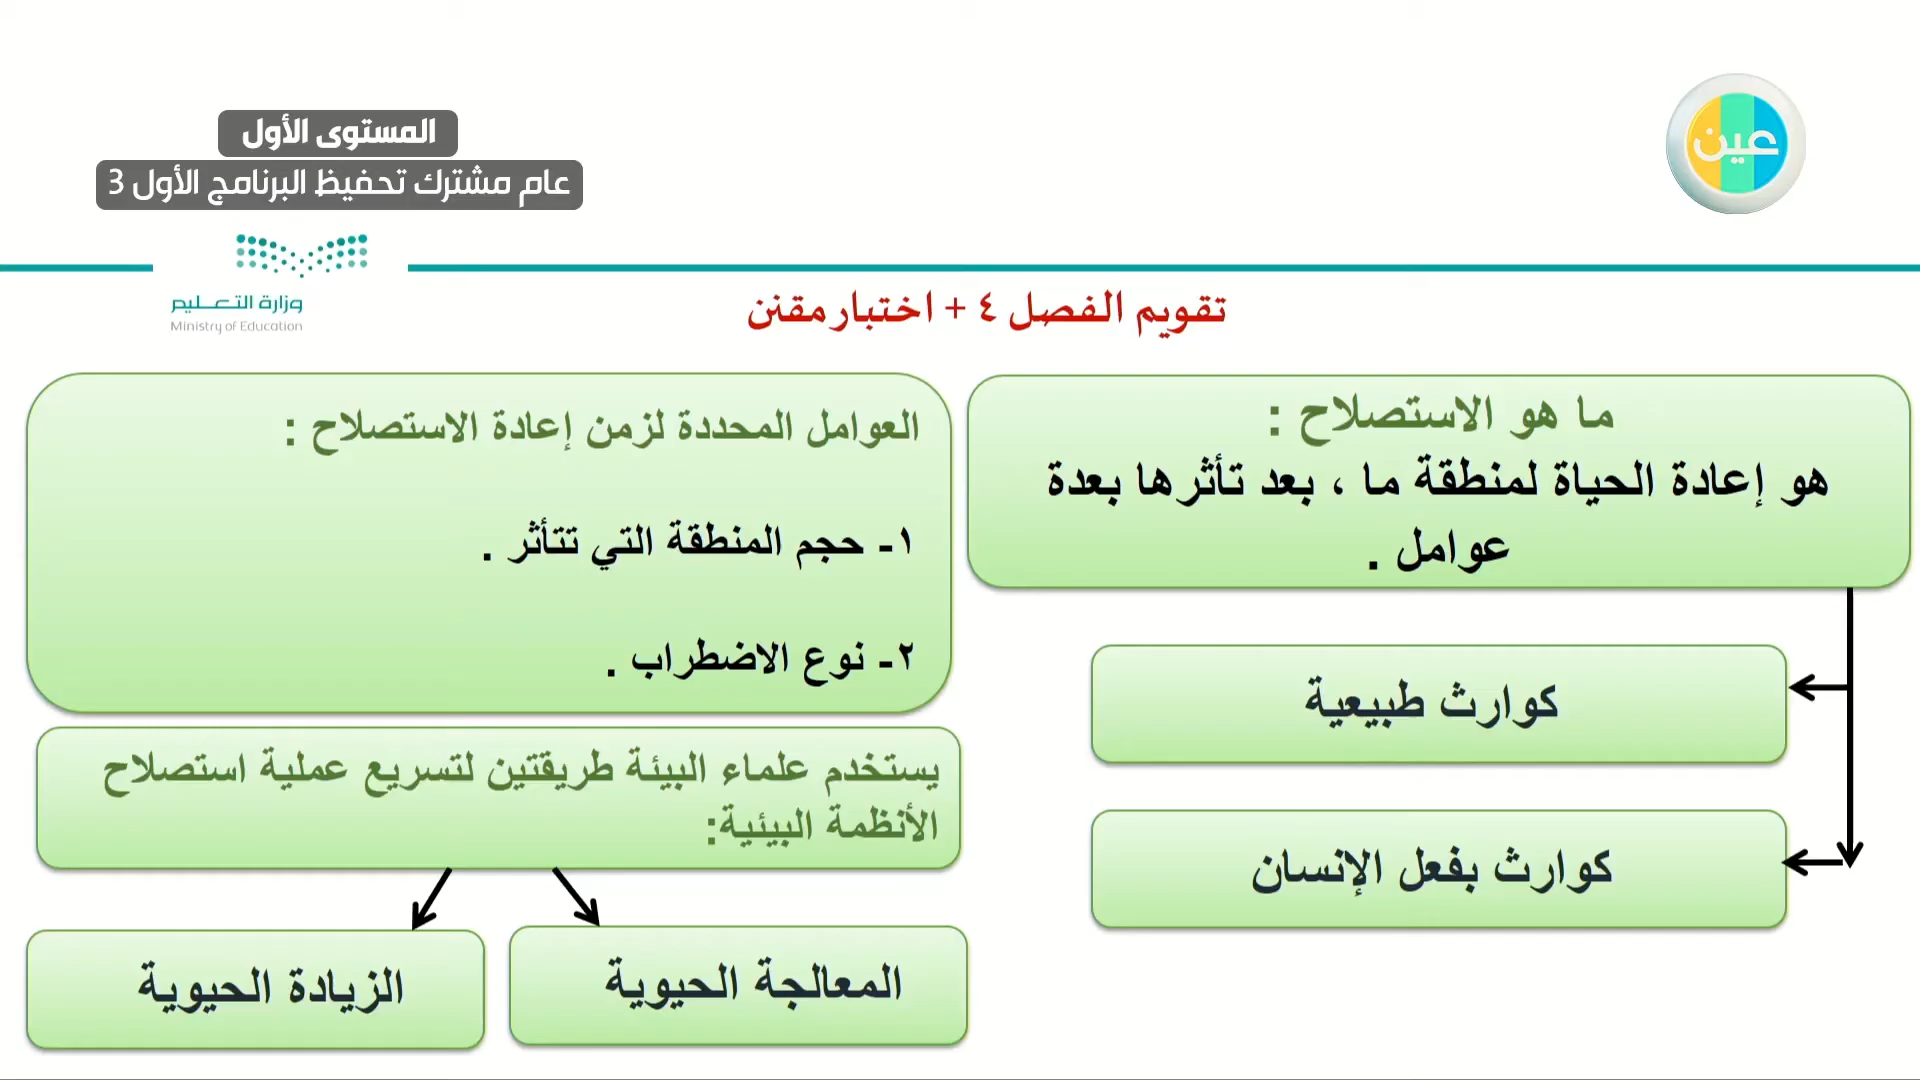 المستوى الأول
عام مشترك تحفيظ البرنامج الأول 3
عين
وزارة التعليم
Ministry of Education
تقويم الفصل ٤ + اختبار مقنن
ما هو الاستصلاح :
هو إعادة الحياة لمنطقة ما ، بعد تأثرها بعدة
عوامل .
كوارث طبيعية
كوارث بفعل الإنسان
العوامل المحددة لزمن إعادة الاستصلاح :
١- حجم المنطقة التي تتأثر .
٢- نوع الاضطراب .
يستخدم علماء البيئة طريقتين لتسريع عملية استصلاح
الأنظمة البيئية:
المعالجة الحيوية
الزيادة الحيوية